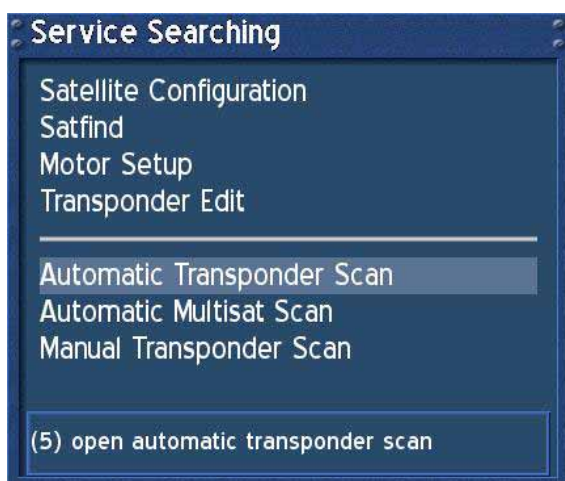 Service Searching
Satellite Configuration
Satfind
Motor Setup
Transponder Edit
Automatic Transponder Scan
Automatic Multisat Scan
Manual Transponder Scan
(5) open automatic transponder scan